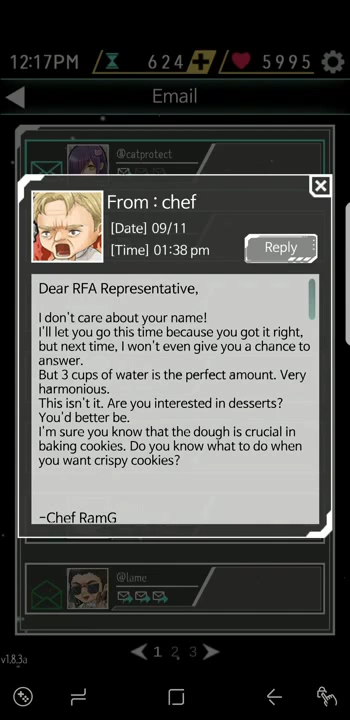 12:17PM
624
5995
Email
@catprotect
From : chef
[Date] 09/11
[Time] 01:38 pm
Reply
Dear RFA Representative,
I don't care about your name!
I'll let you go this time because you got it right,
but next time, I won't even give you a chance to
answer.
But 3 cups of water is the perfect amount. Very
harmonious.
This isn't it. Are you interested in desserts?
You'd better be.
I'm sure you know that the dough is crucial in
baking cookies. Do you know what to do when
you want crispy cookies?
-Chef RamG
@lame
1 2 3
v1.8.3a